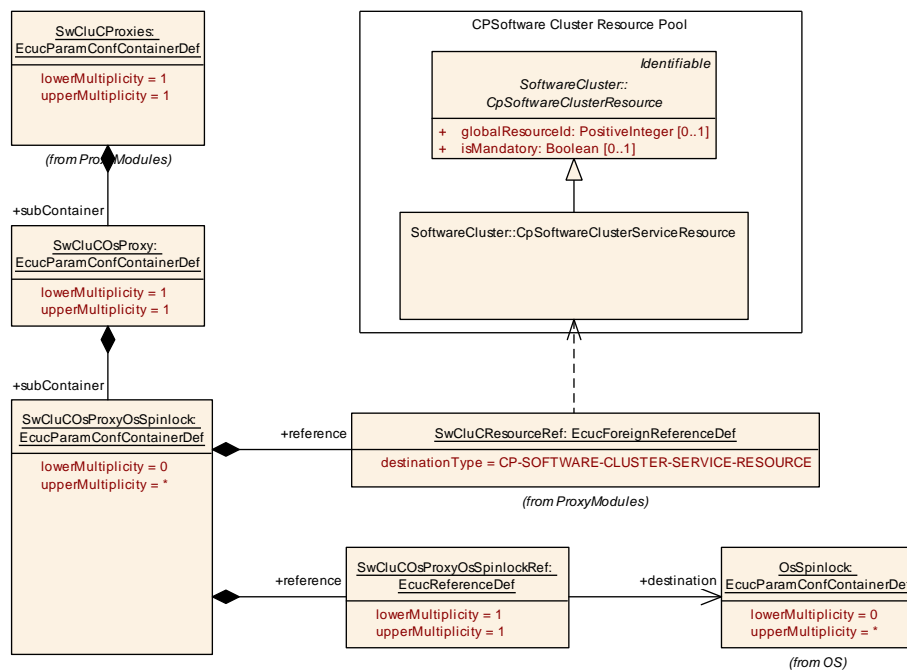 SwCluCProxies:
EcucParamConfContainerDef
lowerMultiplicity = 1
upperMultiplicity = 1
(from ProxyModules)
+subContainer
SwCluCOsProxy:
EcucParamConfContainerDef
lowerMultiplicity = 1
upperMultiplicity = 1
+subContainer
SwCluCOsProxyOsSpinlock:
EcucParamConfContainerDef
lowerMultiplicity = 0
upperMultiplicity = *
CPSoftware Cluster Resource Pool
Identifiable
SoftwareCluster::
CpSoftwareClusterResource
+ globalResourceId: PositiveInteger [0..1]
+ isMandatory: Boolean [0..1]
SoftwareCluster::CpSoftwareClusterServiceResource
+reference
SwCluCResourceRef: EcucForeignReferenceDef
destinationType = CP-SOFTWARE-CLUSTER-SERVICE-RESOURCE
(from ProxyModules)
+reference
SwCluCOsProxyOsSpinlockRef:
EcucReferenceDef
lowerMultiplicity = 1
upperMultiplicity = 1
+destination
OsSpinlock:
EcucParamConfContainerDef
lowerMultiplicity = 0
upperMultiplicity = *
(from OS)